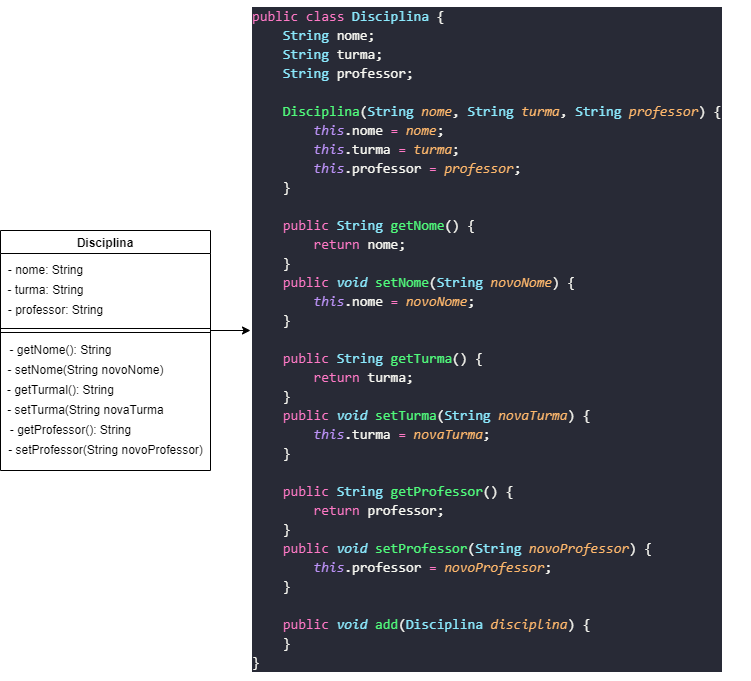 Disciplina
- nome: String
- turma: String
- professor: String
- getNome(): String
- setNome(String novoNome)
- getTurmal(): String
- setTurma(String novaTurma
- getProfessor(): String
- setProfessor(String novoProfessor)
public class Disciplina {
    String nome;
    String turma;
    String professor;

    Disciplina(String nome, String turma, String professor) {
        this.nome = nome;
        this.turma = turma;
        this.professor = professor;
    }

    public String getNome() {
        return nome;
    }
    public void setNome(String novoNome) {
        this.nome = novoNome;
    }

    public String getTurma() {
        return turma;
    }
    public void setTurma(String novaTurma) {
        this.turma = novaTurma;
    }

    public String getProfessor() {
        return professor;
    }
    public void setProfessor(String novoProfessor) {
        this.professor = novoProfessor;
    }

    public void add(Disciplina disciplina) {
    }
}